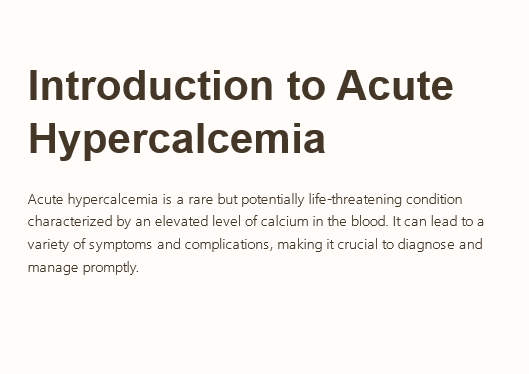 Introduction to Acute
Hypercalcemia
Acute hypercalcemia is a rare but potentially life-threatening condition
characterized by an elevated level of calcium in the blood. It can lead to a
variety of symptoms and complications, making it crucial to diagnose and
manage promptly.